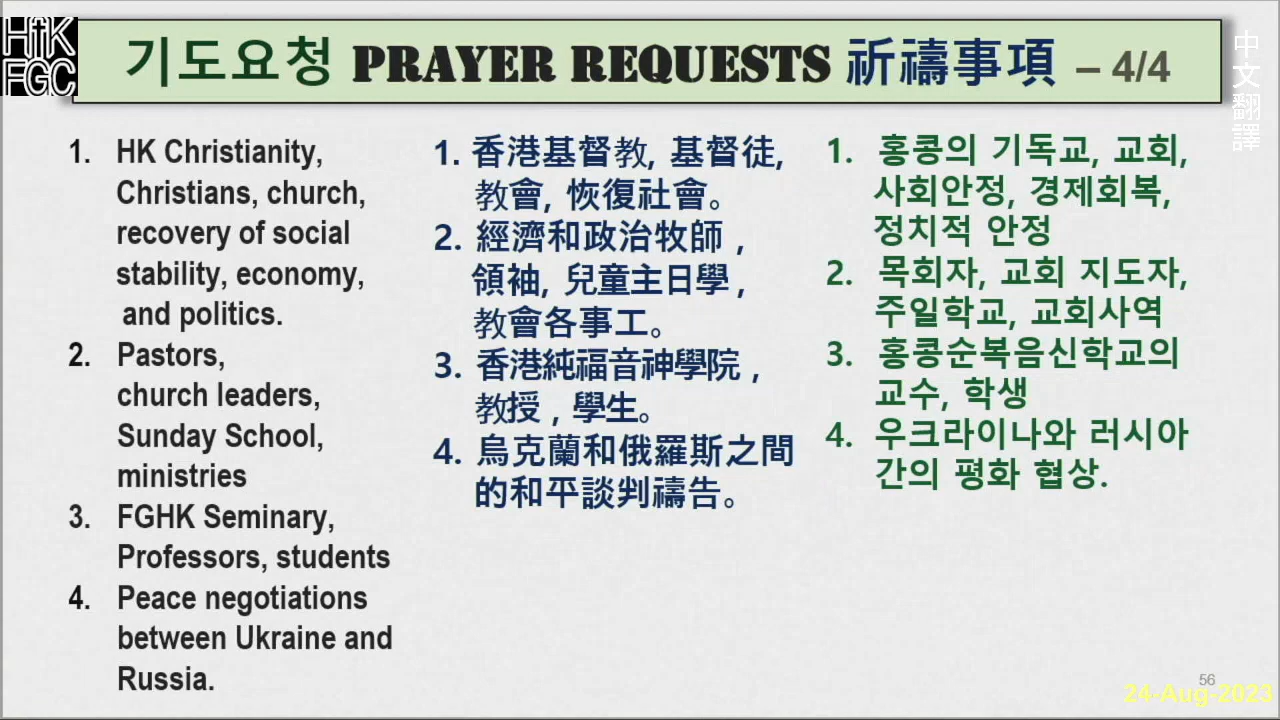 HfK
FGC
기도요청 PRAYER REQUESTS 祈禱事項 – 4/4
中文翻譯
1. HK Christianity,
Christians, church,
recovery of social
stability, economy,
and politics.
2. Pastors,
church leaders,
Sunday School,
ministries
3. FGHK Seminary,
Professors, students
4. Peace negotiations
between Ukraine and
Russia.
1. 香港基督教, 基督徒,
教會, 恢復社會。
2. 經濟和政治牧師，
領袖, 兒童主日學，
教會各事工。
3. 香港純福音神學院，
教授，學生。
4. 烏克蘭和俄羅斯之間
的和平談判禱告。
1. 홍콩의 기독교, 교회,
사회안정, 경제회복,
정치적 안정
2. 목회자, 교회 지도자,
주일학교, 교회사역
3. 홍콩순복음신학교의
교수, 학생
4. 우크라이나와 러시아
간의 평화 협상.
56
24-Aug-2023